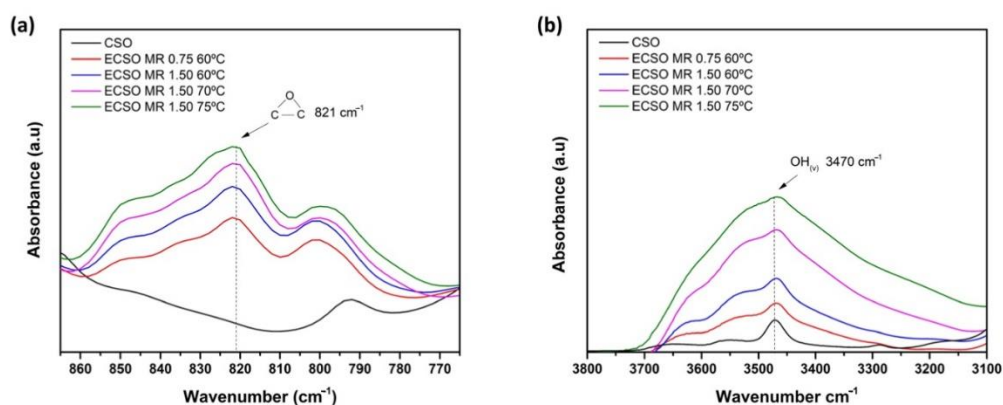 (a)
CSO
ECSO MR 0.75 60ºC
ECSO MR 1.50 60ºC
ECSO MR 1.50 70ºC
ECSO MR 1.50 75ºC
O
C C 821 cm⁻¹
Absorbance (a.u)
860 850 840 830 820 810 800 790 780 770
Wavenumber (cm⁻¹)
(b)
CSO
ECSO MR 0.75 60ºC
ECSO MR 1.50 60ºC
ECSO MR 1.50 70ºC
ECSO MR 1.50 75ºC
OH(v) 3470 cm⁻¹
Absorbance (a.u)
3800 3700 3600 3500 3400 3300 3200 3100
Wavenumber cm⁻¹